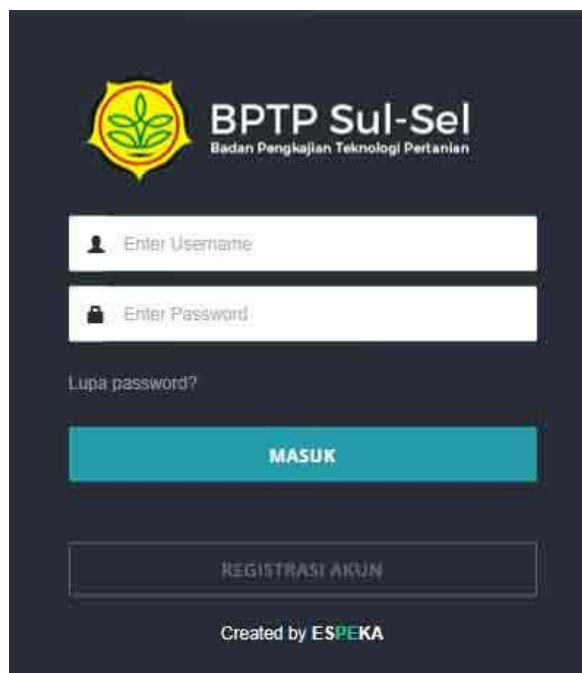 BPTP Sul-Sel
Badan Pengkajian Teknologi Pertanian
Enter Username
Enter Password
Lupa password?
MASUK
REGISTRASI AKUN
Created by ESPEKA